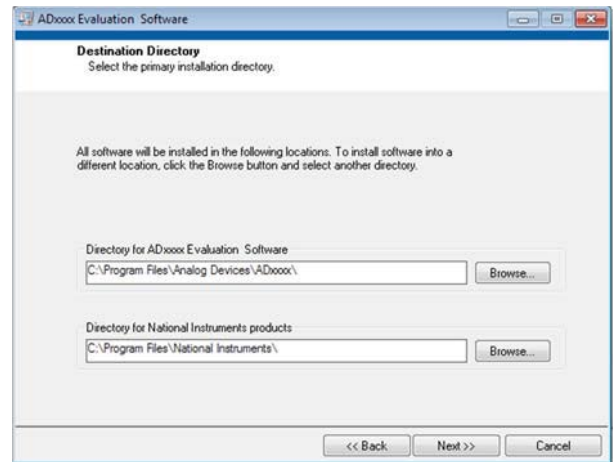 ADxxxx Evaluation  Software
Destination Directory
Select the primary installation directory.
All software will be installed in the following locations. To install software into a
different location, click the Browse button and select another directory.
Directory for ADxxxx Evaluation  Software
C:\Program Files\Analog Devices\ADxxxx\
Browse...
Directory for National Instruments products
C:\Program Files\National Instruments\
Browse...
<< Back
Next >>
Cancel